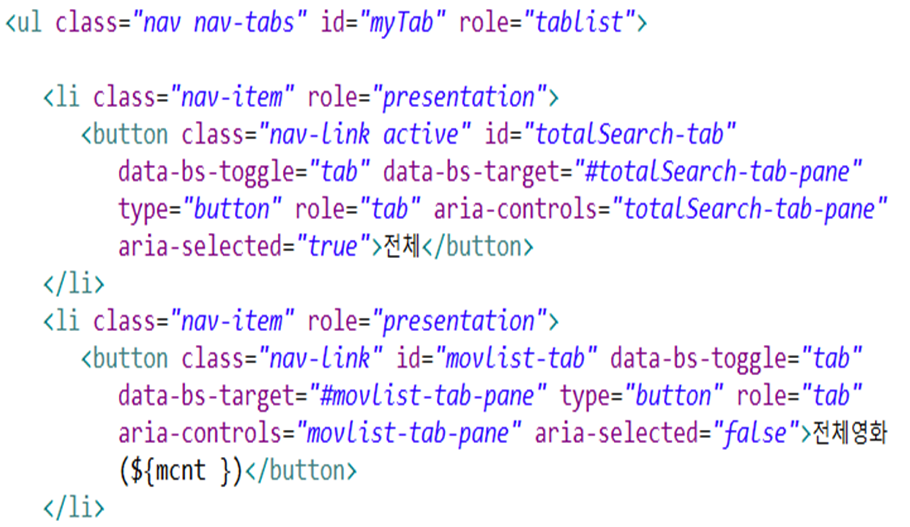 <ul class="nav nav-tabs" id="myTab" role="tablist">
<li class="nav-item" role="presentation">
<button class="nav-link active" id="totalSearch-tab"
data-bs-toggle="tab" data-bs-target="#totalSearch-tab-pane"
type="button" role="tab" aria-controls="totalSearch-tab-pane"
aria-selected="true">전체</button>
</li>
<li class="nav-item" role="presentation">
<button class="nav-link" id="movlist-tab" data-bs-toggle="tab"
data-bs-target="#movlist-tab-pane" type="button" role="tab"
aria-controls="movlist-tab-pane" aria-selected="false">전체영화
(${mcnt })</button>
</li>